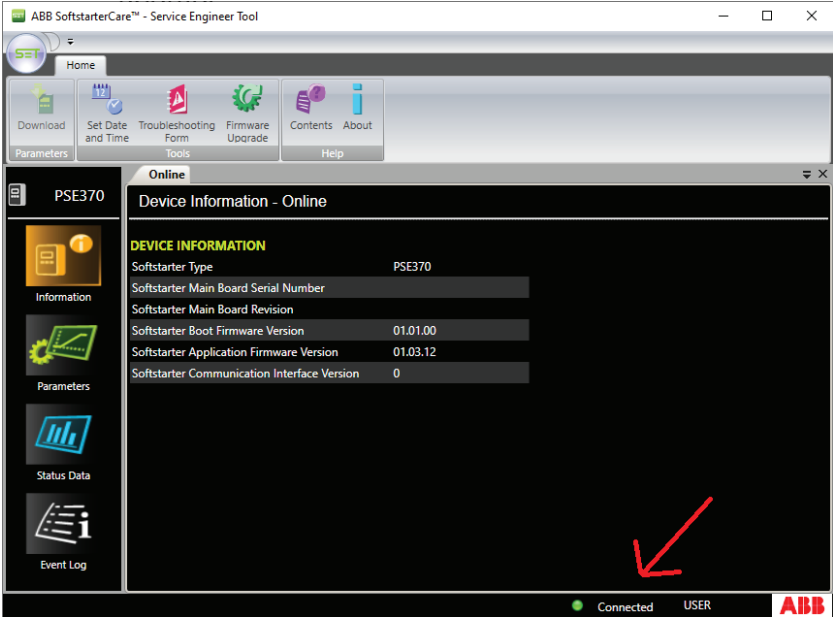 ABB SoftstarterCare™ - Service Engineer Tool
SET
Home
Download
Set Date and Time
Troubleshooting Form
Firmware Upgrade
Contents
About
Parameters
Tools
Help
Online
PSE370
Device Information - Online
DEVICE INFORMATION
Softstarter Type PSE370
Softstarter Main Board Serial Number
Softstarter Main Board Revision
Softstarter Boot Firmware Version 01.01.00
Softstarter Application Firmware Version 01.03.12
Softstarter Communication Interface Version 0
Information
Parameters
Status Data
Event Log
Connected USER ABB